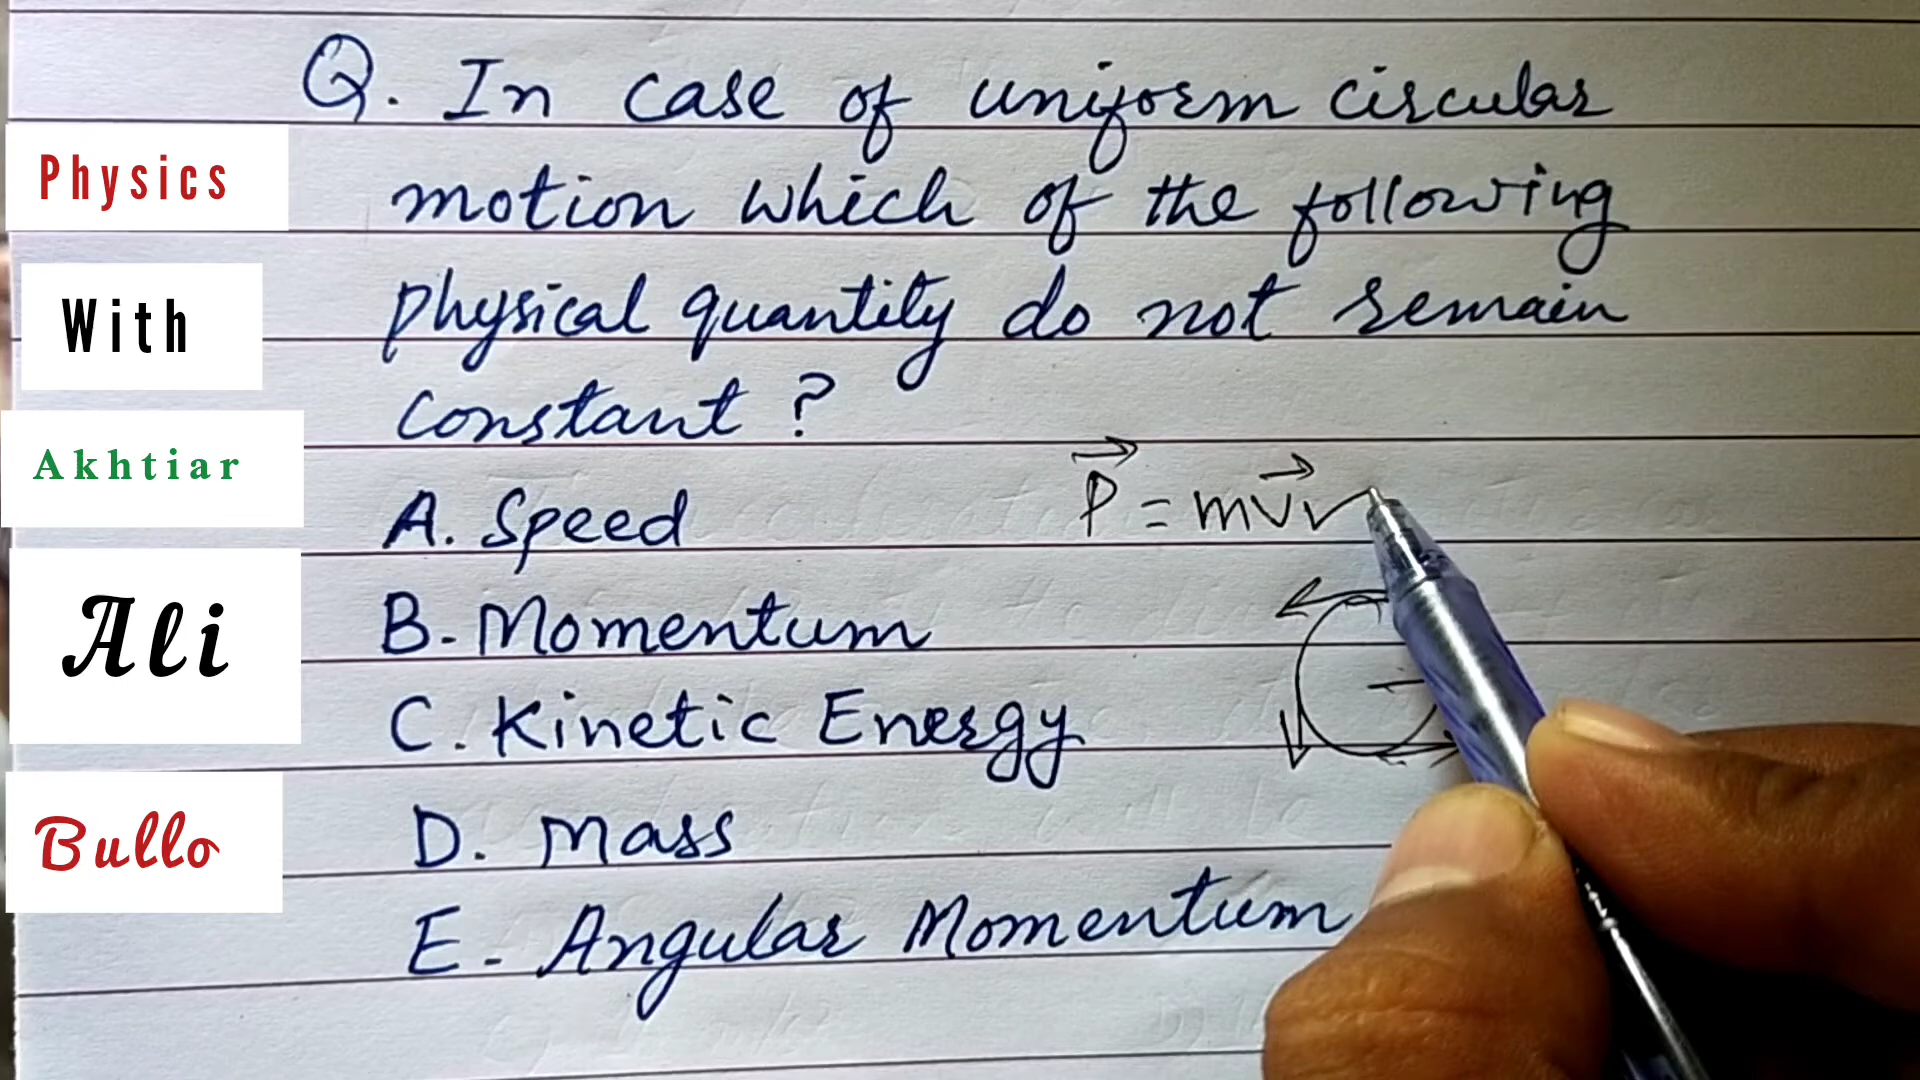 Q. In case of uniform circular
motion which of the following
physical quantity do not remain
constant ?
A. Speed
B. Momentum
C. Kinetic Energy
D. Mass
E. Angular Momentum
P = mv
Physics
With
Akhtiar
Ali
Bullo